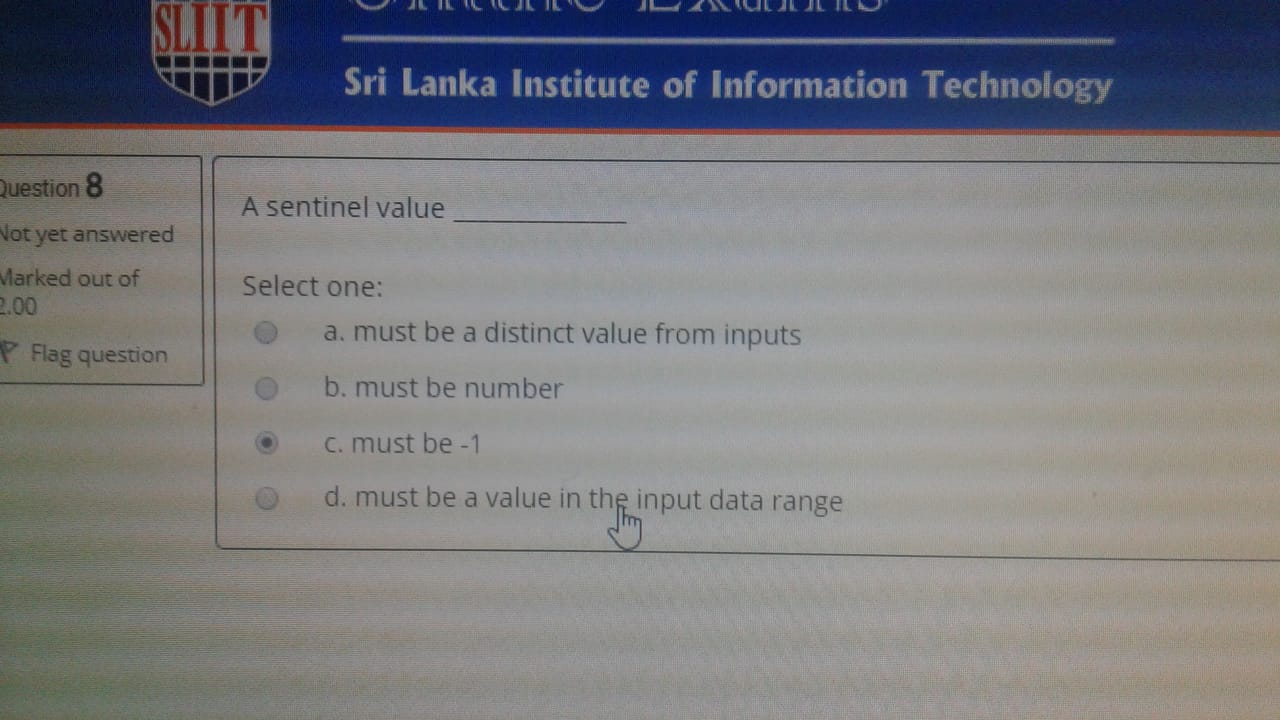 SLIIT
Sri Lanka Institute of Information Technology
Question 8
Not yet answered
Marked out of
2.00
Flag question
A sentinel value ____________
Select one:
a. must be a distinct value from inputs
b. must be number
c. must be -1
d. must be a value in the input data range